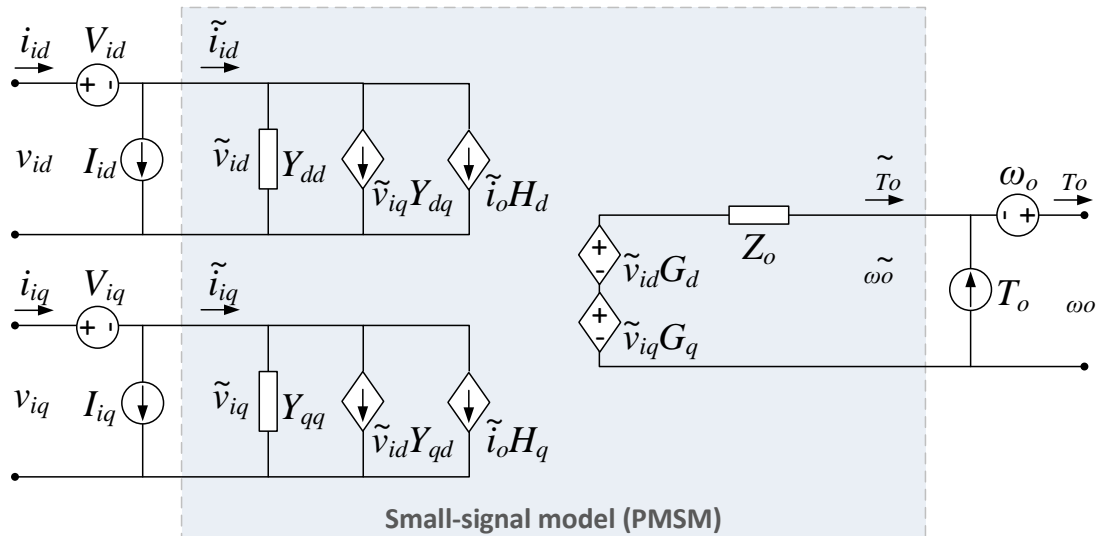 i_id V_id ĩ_id
v_id I_id ṽ_id Y_dd ṽ_iq Y_dq ĩ_o H_d
+ -
i_iq V_iq ĩ_iq
v_iq I_iq ṽ_iq Y_qq ṽ_id Y_qd ĩ_o H_q
+ -
T̃o ω_o To
- +
Z_o
+ - ṽ_id G_d
+ - ṽ_iq G_q
ω̃o T_o ωo
Small-signal model (PMSM)